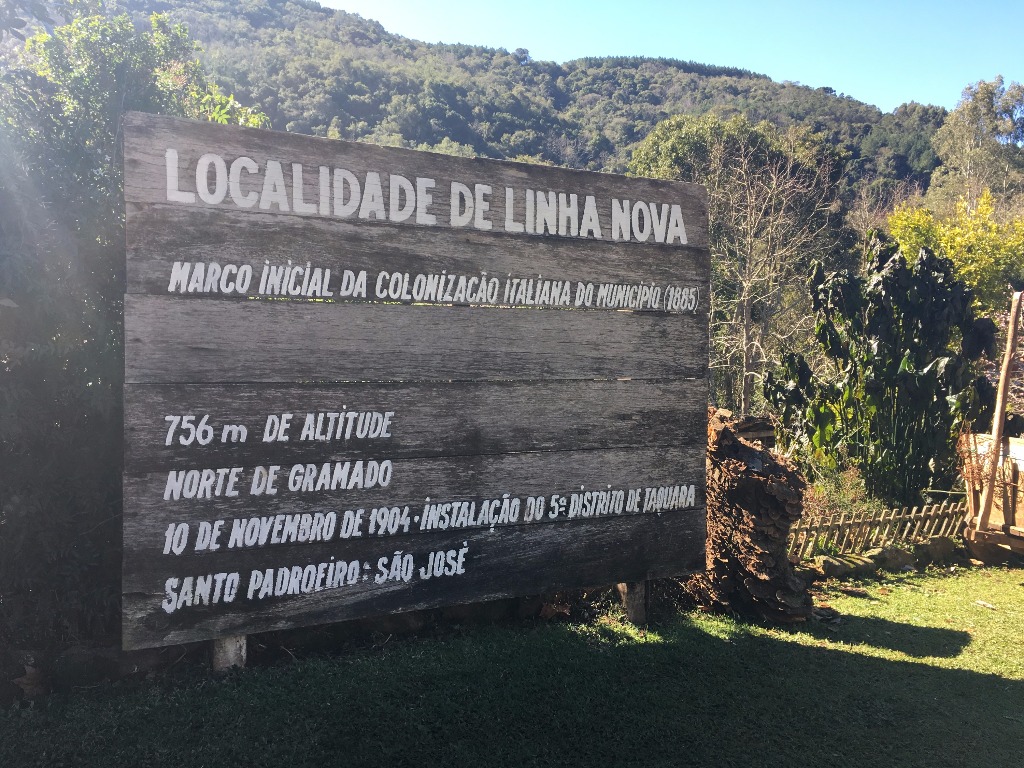 LOCALIDADE DE LINHA NOVA
MARCO INICIAL DA COLONIZAÇÃO ITALIANA DO MUNICÍPIO (1885)
756 m DE ALTITUDE
NORTE DE GRAMADO
10 DE NOVEMBRO DE 1904 - INSTALAÇÃO DO 5º DISTRITO DE TAQUARA
SANTO PADROEIRO: SÃO JOSÉ